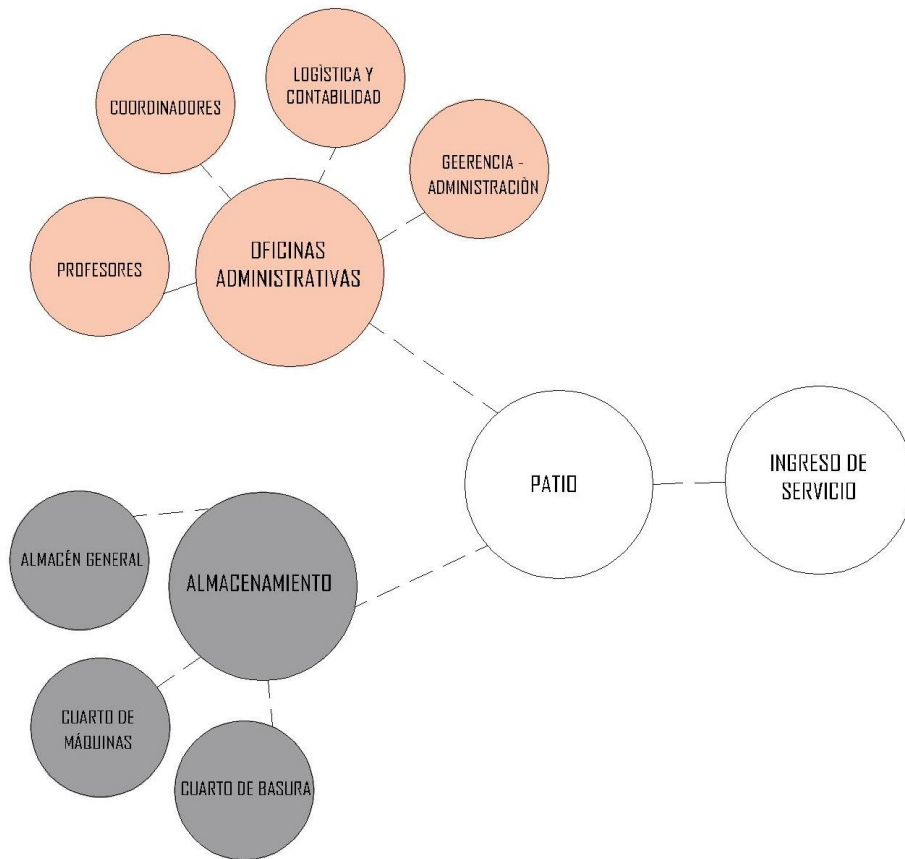 LOGÌSTICA Y
CONTABILIDAD
COORDINADORES
GEERENCIA -
ADMINISTRACIÒN
OFICINAS
ADMINISTRATIVAS
PROFESORES
PATIO
INGRESO DE
SERVICIO
ALMACÉN GENERAL
ALMACENAMIENTO
CUARTO DE
MÁQUINAS
CUARTO DE BASURA